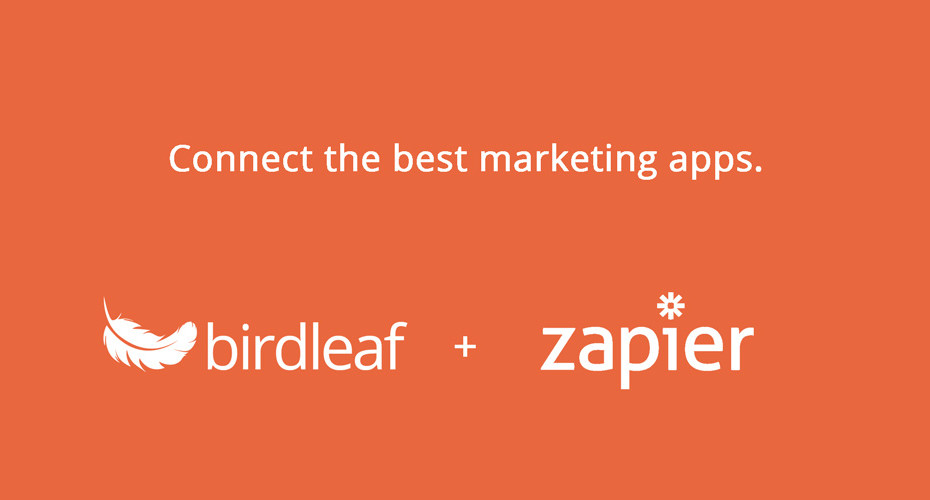 Connect the best marketing apps.
birdleaf + zapier